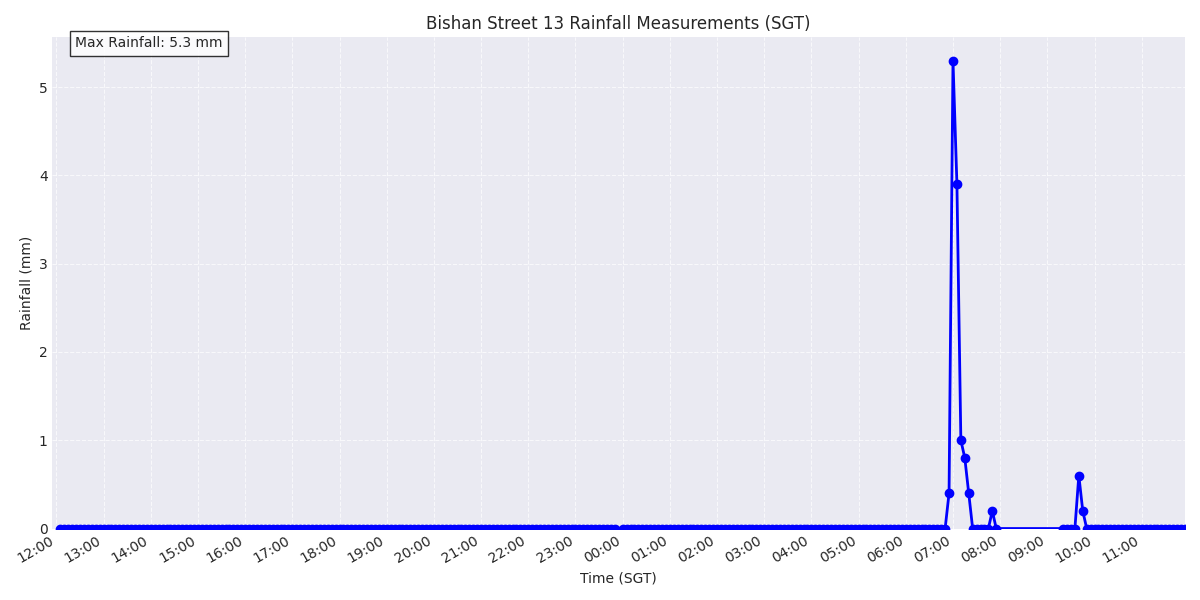 Bishan Street 13 Rainfall Measurements (SGT)
Max Rainfall: 5.3 mm
Rainfall (mm)
5
4
3
2
1
0
12:00 13:00 14:00 15:00 16:00 17:00 18:00 19:00 20:00 21:00 22:00 23:00 00:00 01:00 02:00 03:00 04:00 05:00 06:00 07:00 08:00 09:00 10:00 11:00
Time (SGT)